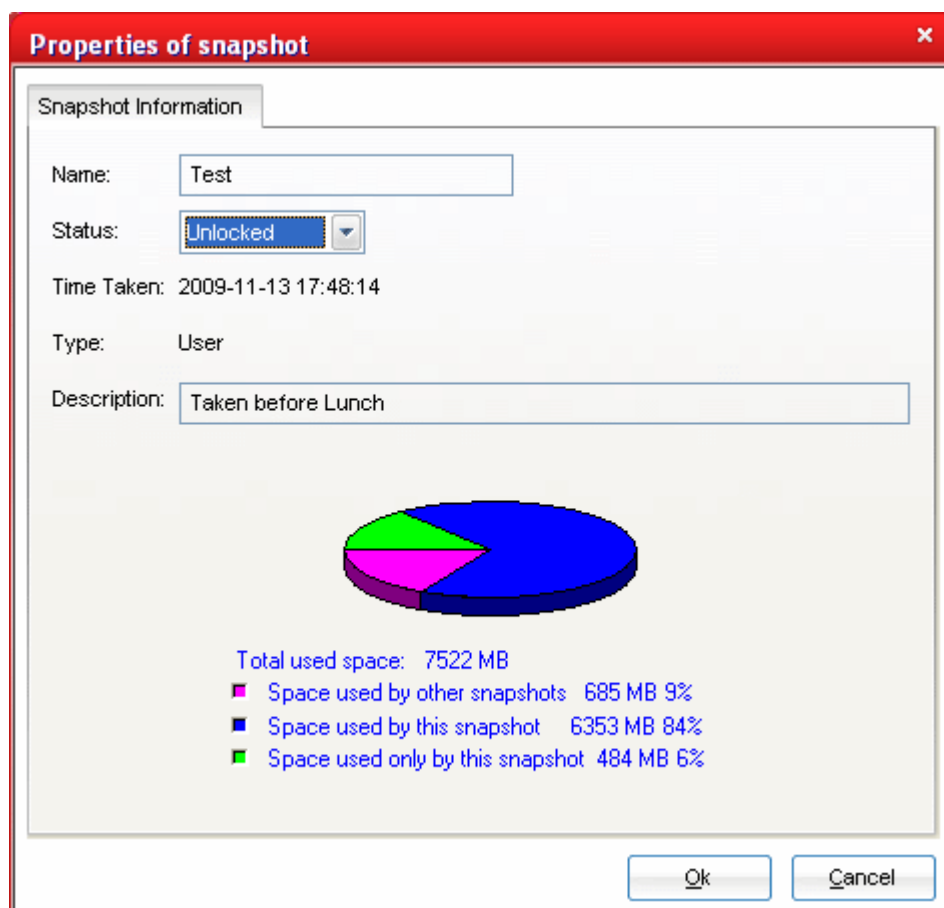 Properties of snapshot
Snapshot Information
Name: Test
Status: Unlocked
Time Taken: 2009-11-13 17:48:14
Type: User
Description: Taken before Lunch
Total used space: 7522 MB
Space used by other snapshots 685 MB 9%
Space used by this snapshot 6353 MB 84%
Space used only by this snapshot 484 MB 6%
Ok Cancel